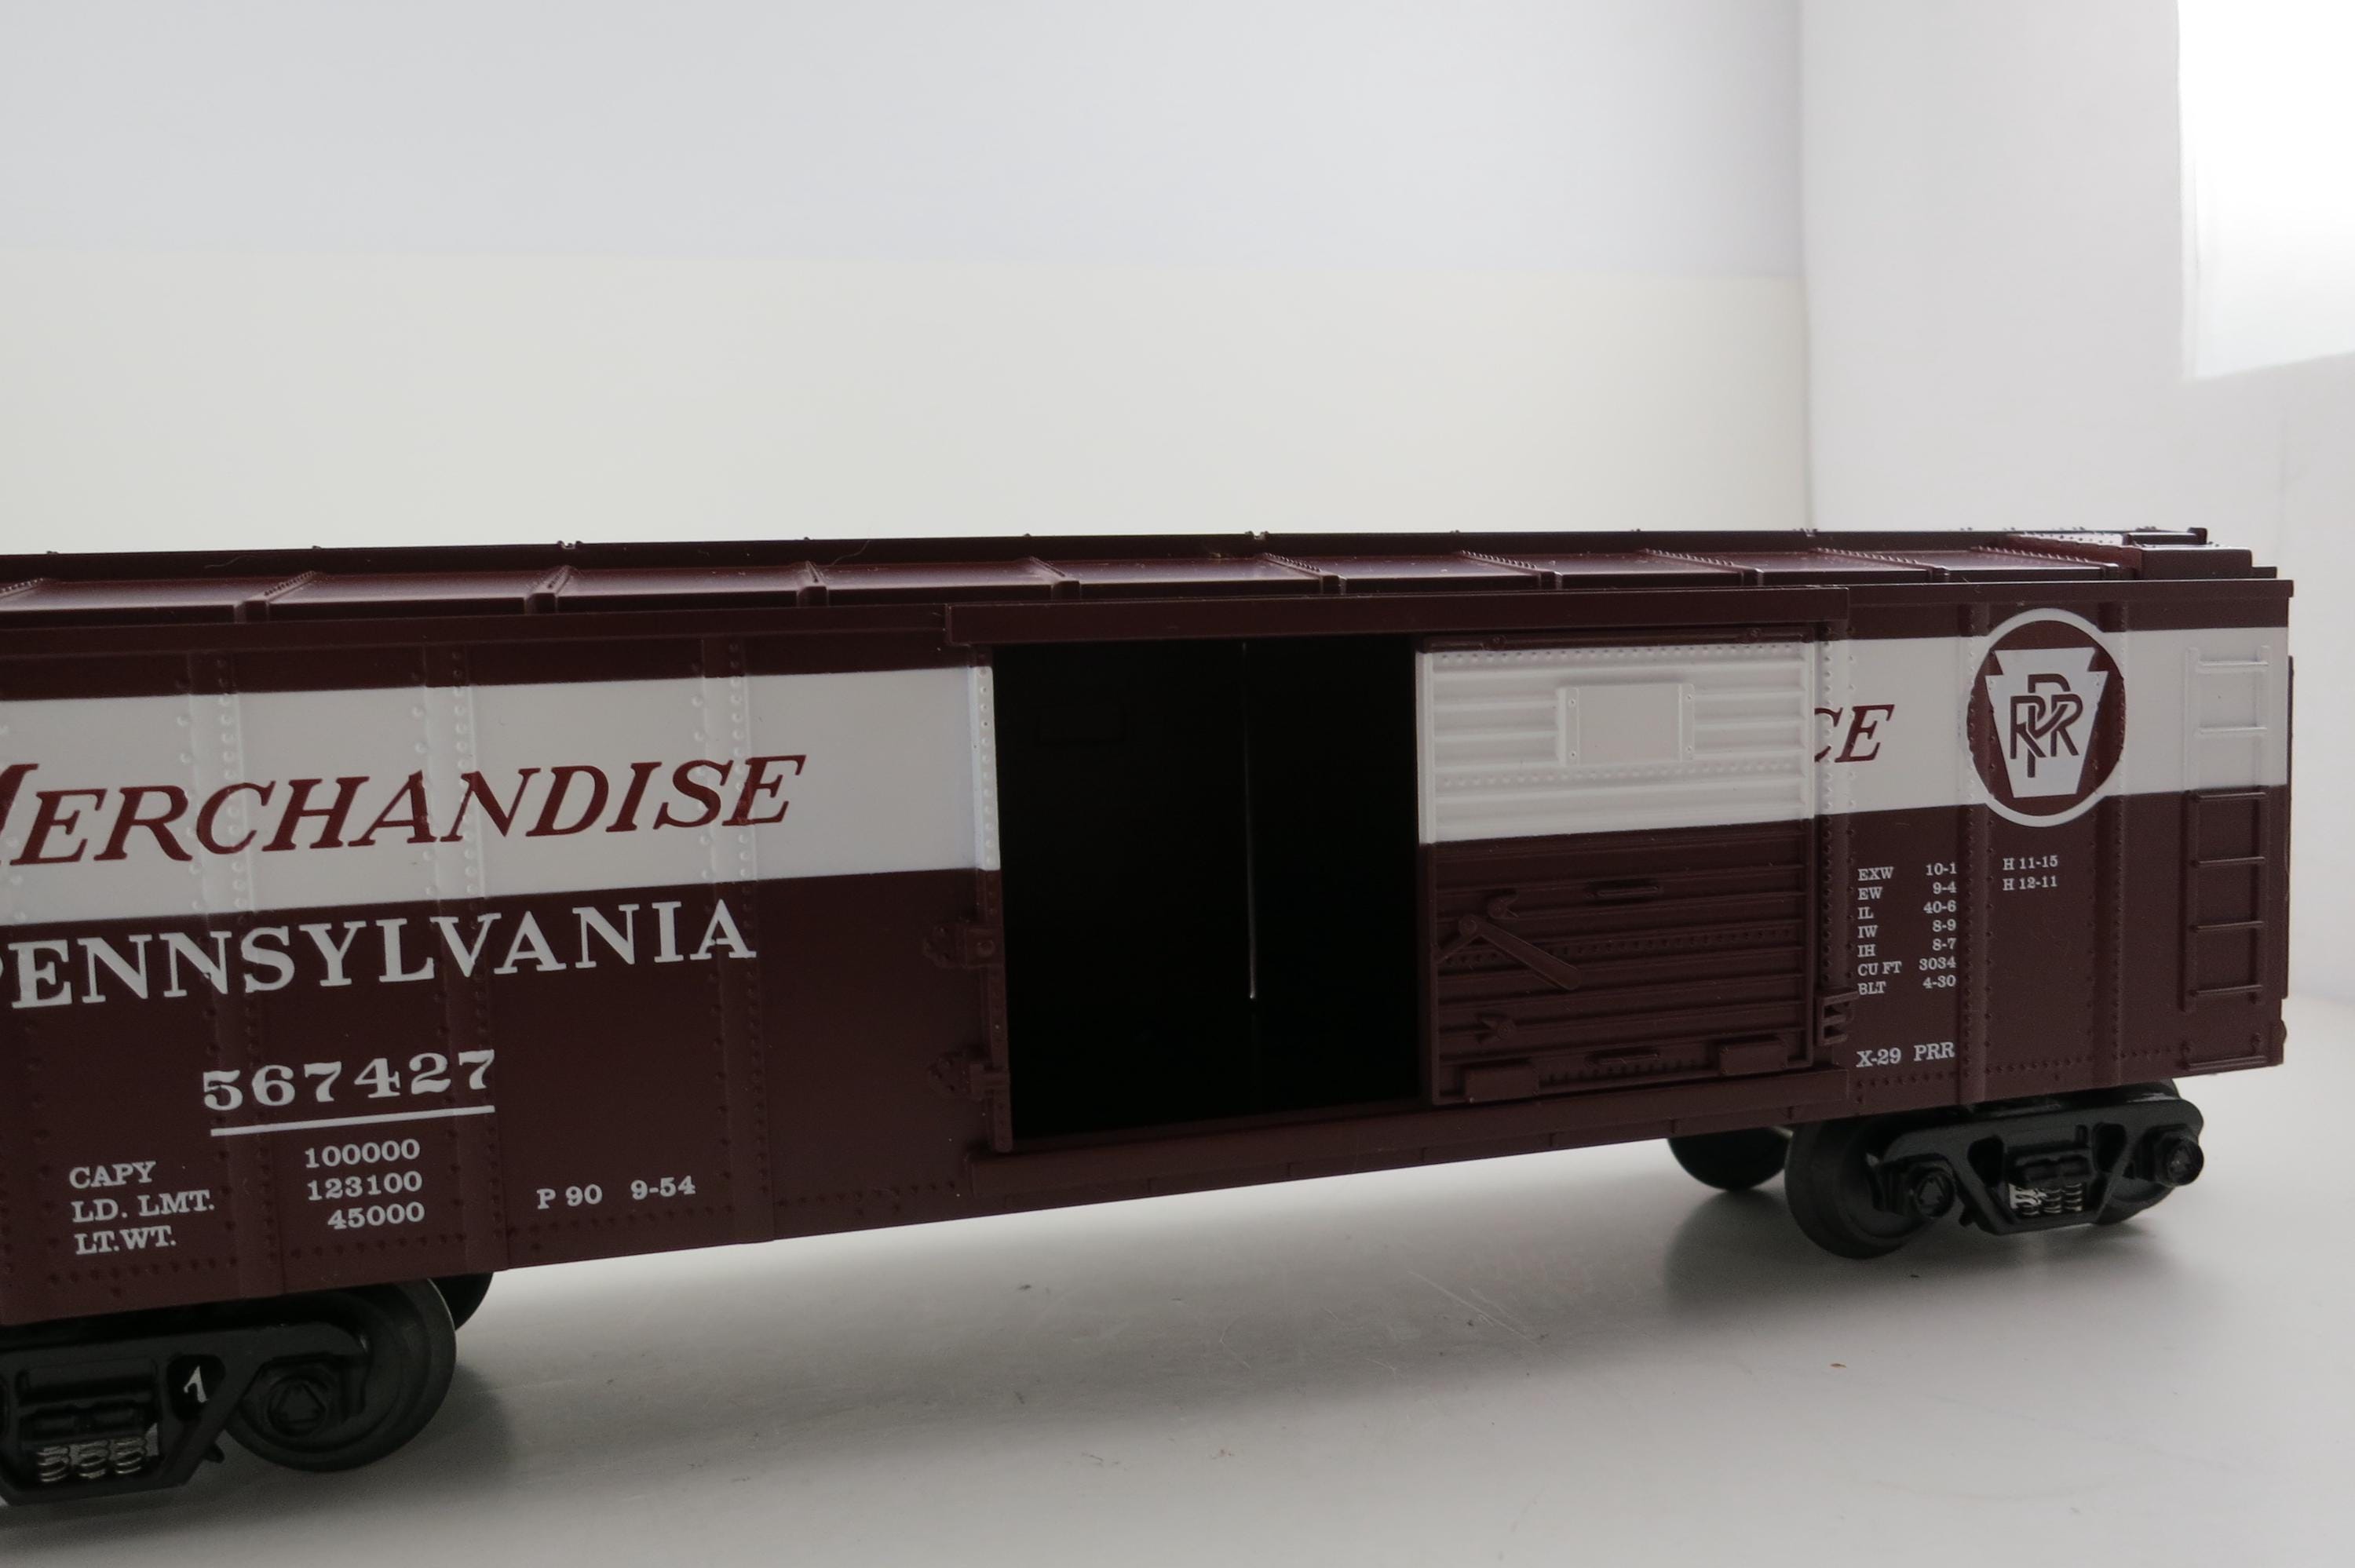 MERCHANDISE
CE
PENNSYLVANIA
567427
CAPY 100000
LD. LMT. 123100
LT.WT. 45000
P 90 9-54
PRR
EXW 10-1
EW 9-4
IL 40-6
IW 8-9
IH 8-7
CU FT 3034
BLT 4-30
H 11-15
H 12-11
X-29 PRR